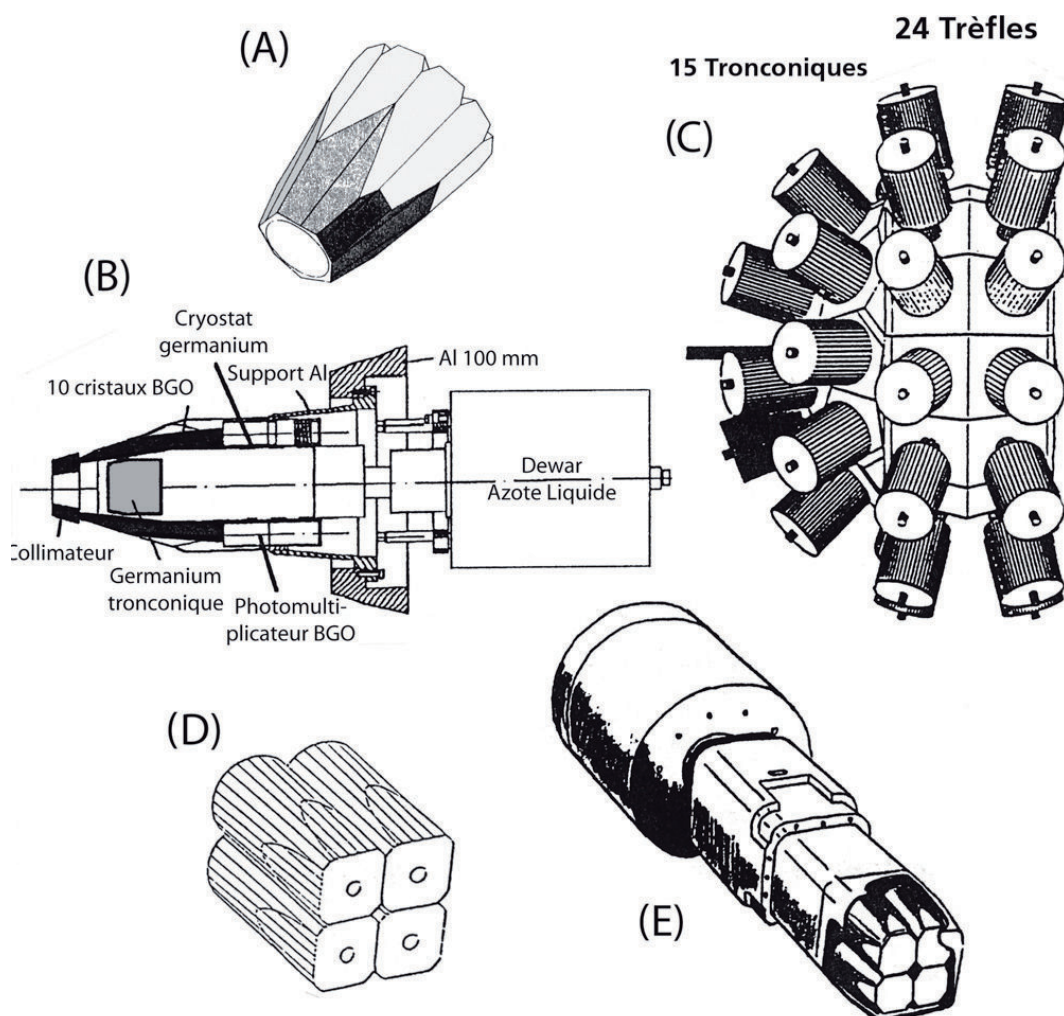 (A)
24 Trèfles
15 Tronconiques
(C)
(B)
Cryostat
germanium
Support Al
Al 100 mm
10 cristaux BGO
Dewar
Azote Liquide
Collimateur
Germanium
tronconique
Photomulti-
plicateur BGO
(D)
(E)